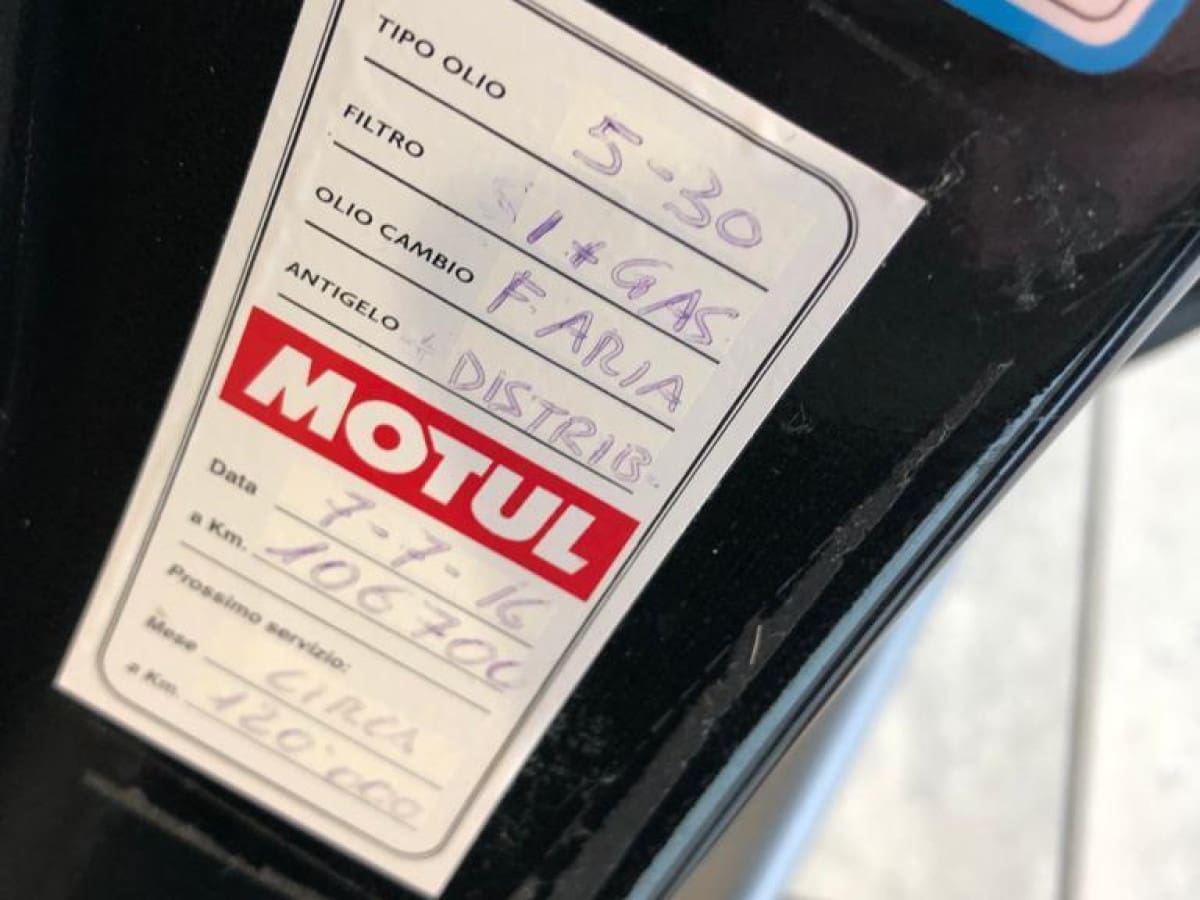 TIPO OLIO 5-30
FILTRO SI + GAS
OLIO CAMBIO F. ARIA
ANTIGELO + DISTRIB.
MOTUL
Data 7-7-16
a Km. 106700
Prossimo servizio:
Mese CIRCA
a Km. 120.000